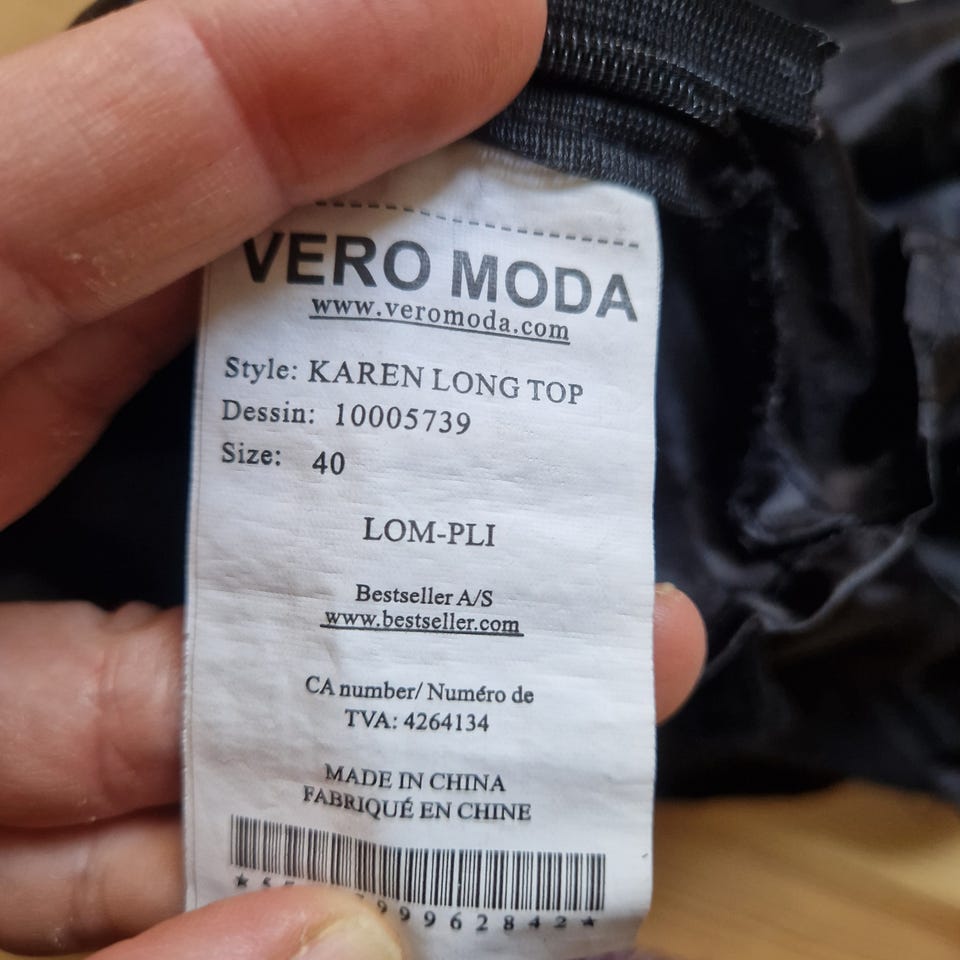 VERO MODA
www.veromoda.com
Style: KAREN LONG TOP
Dessin: 10005739
Size: 40
LOM-PLI
Bestseller A/S
www.bestseller.com
CA number/ Numéro de
TVA: 4264134
MADE IN CHINA
FABRIQUÉ EN CHINE
9962842*